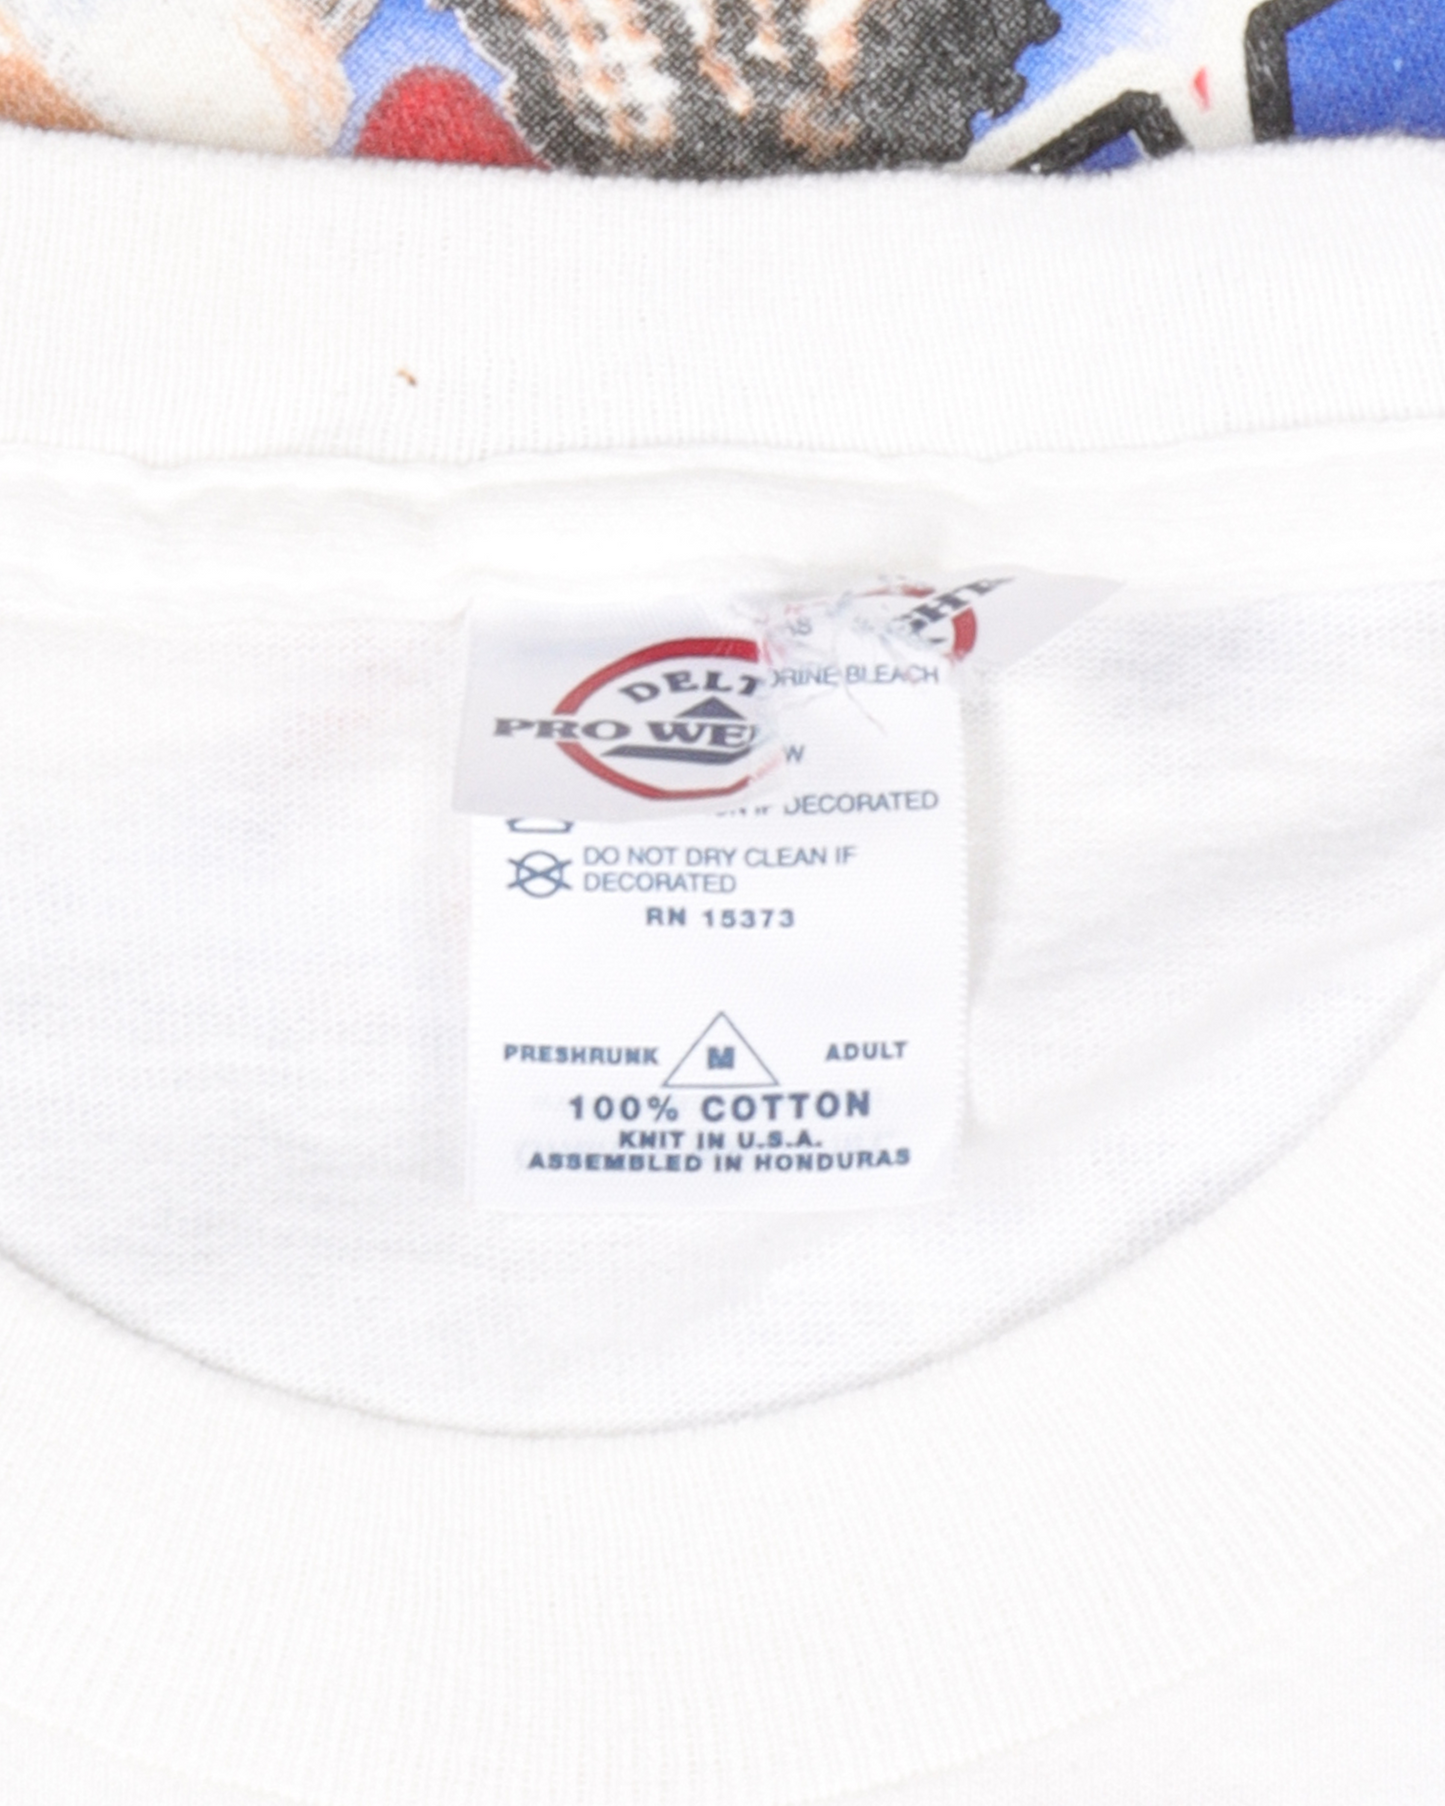 DELT
PRO WE
GHT
ORINE BLEACH
W
IF DECORATED
DO NOT DRY CLEAN IF
DECORATED
RN 15373
PRESHRUNK M ADULT
100% COTTON
KNIT IN U.S.A.
ASSEMBLED IN HONDURAS